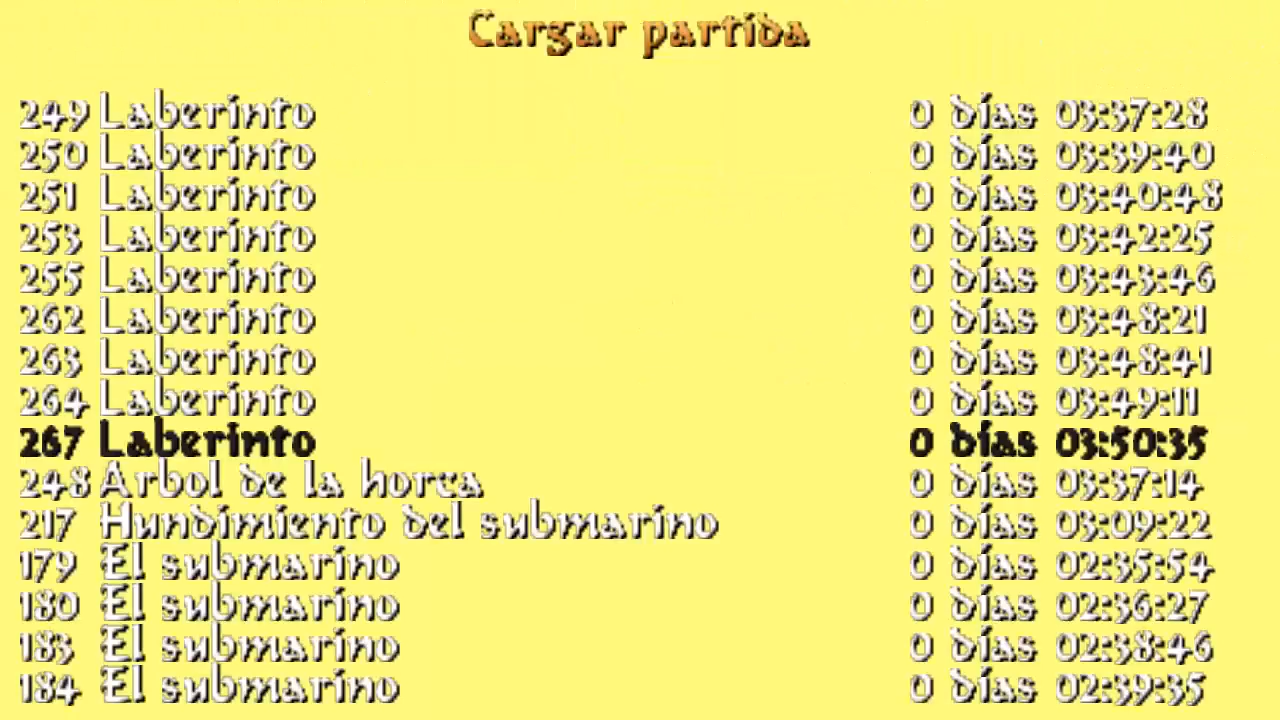 Cargar partida
249 Laberinto 0 días 03:37:28
250 Laberinto 0 días 03:39:40
251 Laberinto 0 días 03:40:48
253 Laberinto 0 días 03:42:25
255 Laberinto 0 días 03:43:46
262 Laberinto 0 días 03:48:21
263 Laberinto 0 días 03:48:41
264 Laberinto 0 días 03:49:11
267 Laberinto 0 días 03:50:35
248 Arbol de la horca 0 días 03:37:14
217 Hundimiento del submarino 0 días 03:09:22
179 El submarino 0 días 02:35:54
180 El submarino 0 días 02:36:27
183 El submarino 0 días 02:38:46
184 El submarino 0 días 02:39:35